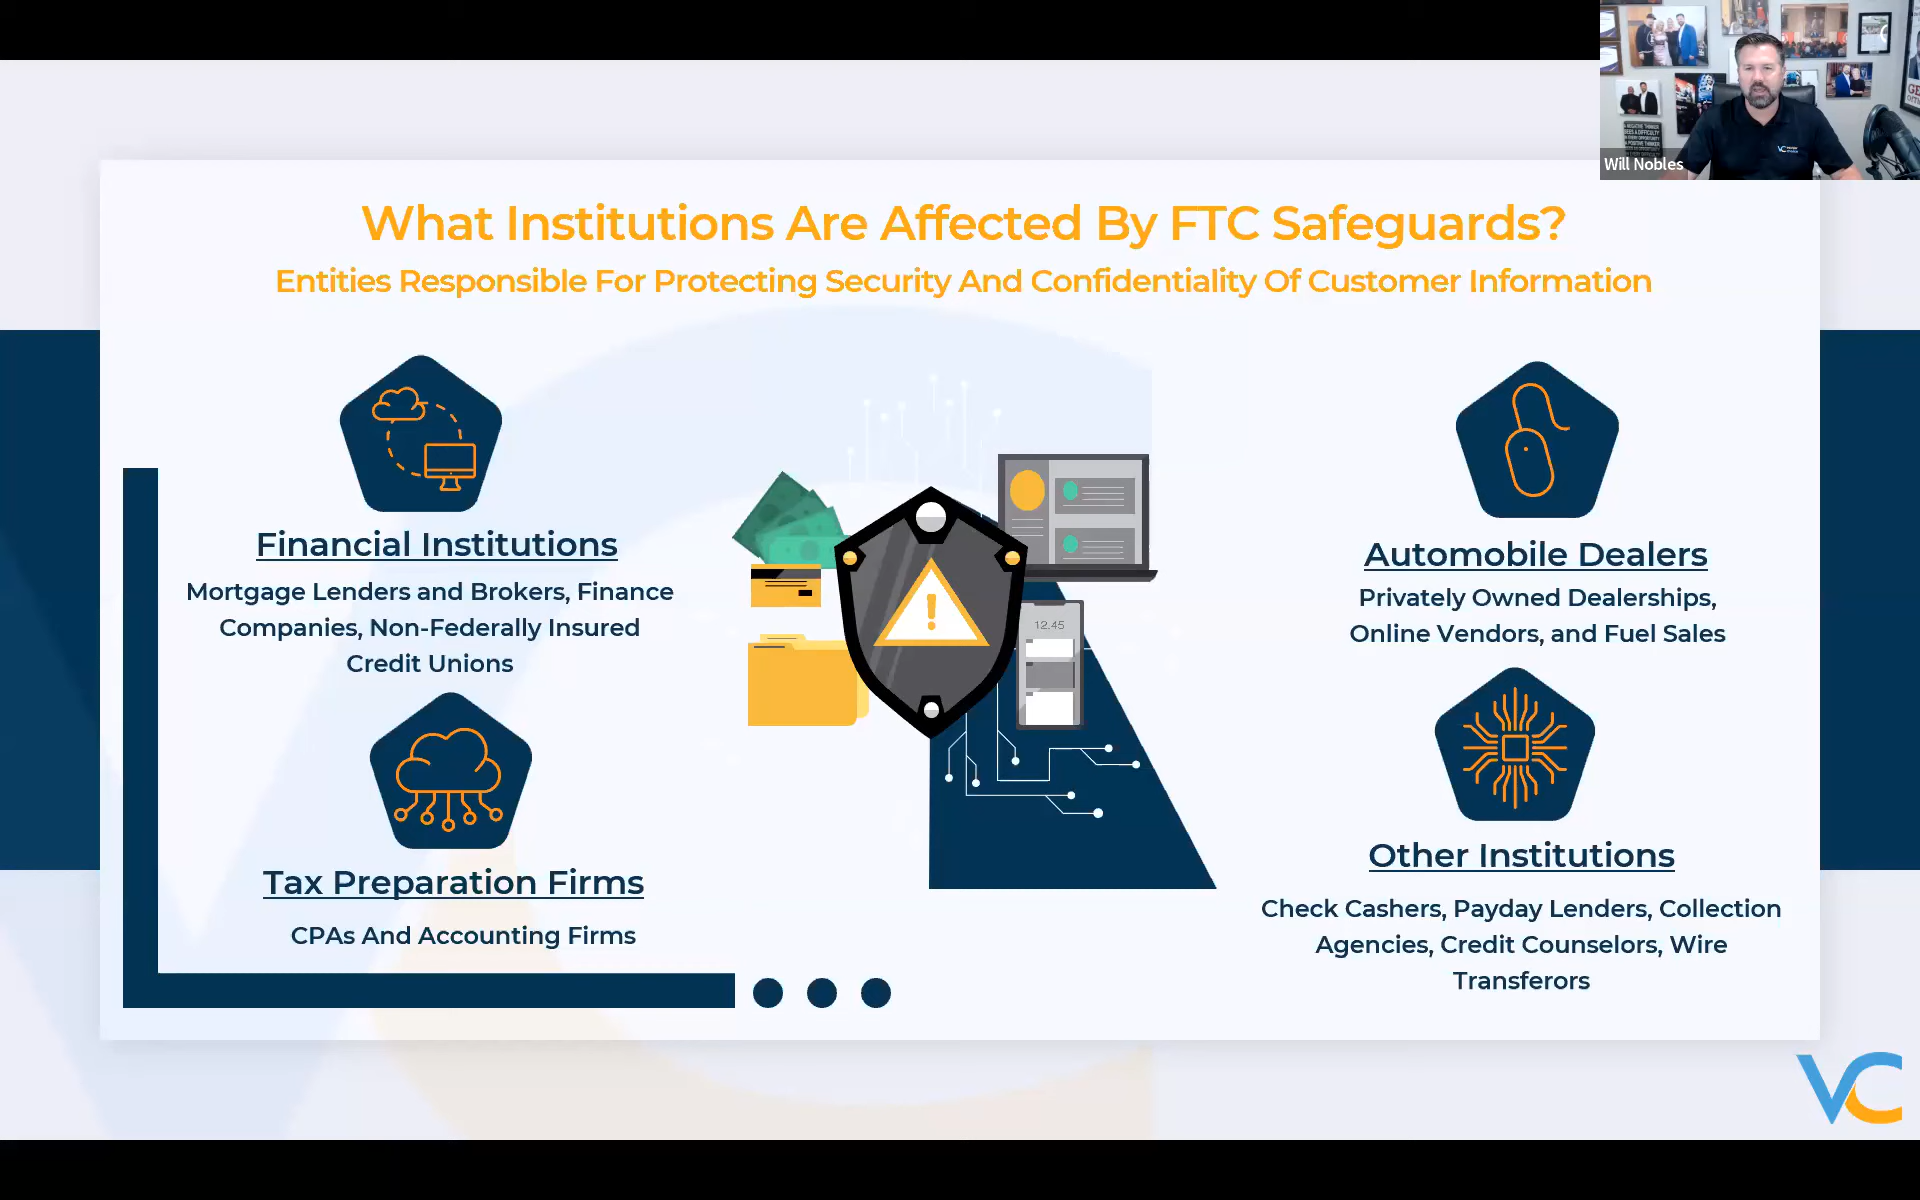 Will Nobles
What Institutions Are Affected By FTC Safeguards?
Entities Responsible For Protecting Security And Confidentiality Of Customer Information
Financial Institutions
Mortgage Lenders and Brokers, Finance
Companies, Non-Federally Insured
Credit Unions
Tax Preparation Firms
CPAs And Accounting Firms
12.45
Automobile Dealers
Privately Owned Dealerships,
Online Vendors, and Fuel Sales
Other Institutions
Check Cashers, Payday Lenders, Collection
Agencies, Credit Counselors, Wire
Transferors
VC